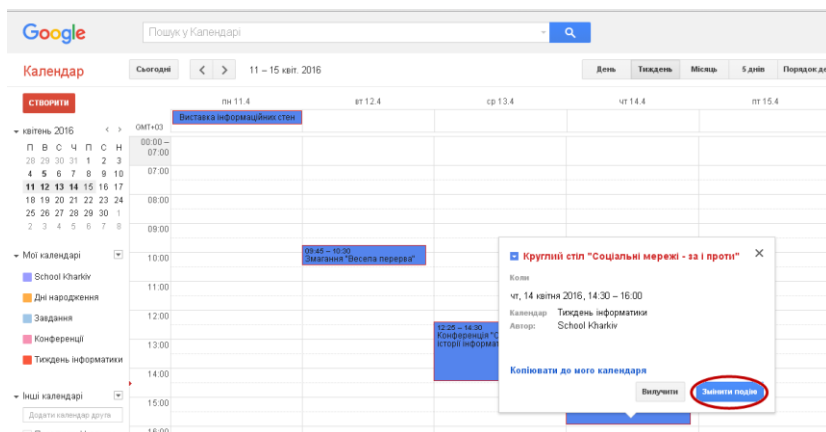 Google
Пошук у Календарі
Календар
Сьогодні
11 – 15 квіт. 2016
День Тиждень Місяць 5 днів
СТВОРИТИ
пн 11.4 вт 12.4 ср 13.4 чт 14.4 пт 15.4
GMT+03
Виставка інформаційних стен
квітень 2016
П В С Ч П С Н
28 29 30 31 1 2 3
4 5 6 7 8 9 10
11 12 13 14 15 16 17
18 19 20 21 22 23 24
25 26 27 28 29 30 1
2 3 4 5 6 7 8
00:00 –
07:00
07:00
08:00
09:00
10:00
11:00
12:00
13:00
14:00
15:00
16:00
09:45 – 10:30
Змагання "Весела перерва"
12:25 – 14:30
Конференція "С
історії інформат
Мої календарі
School Kharkiv
Дні народження
Завдання
Конференції
Тиждень інформатики
Інші календарі
Додати календар друга
Круглий стіл "Соціальні мережі - за і проти"
Коли
чт, 14 квітня 2016, 14:30 – 16:00
Календар Тиждень інформатики
Автор: School Kharkiv
Копіювати до мого календаря
Вилучити
Змінити подію